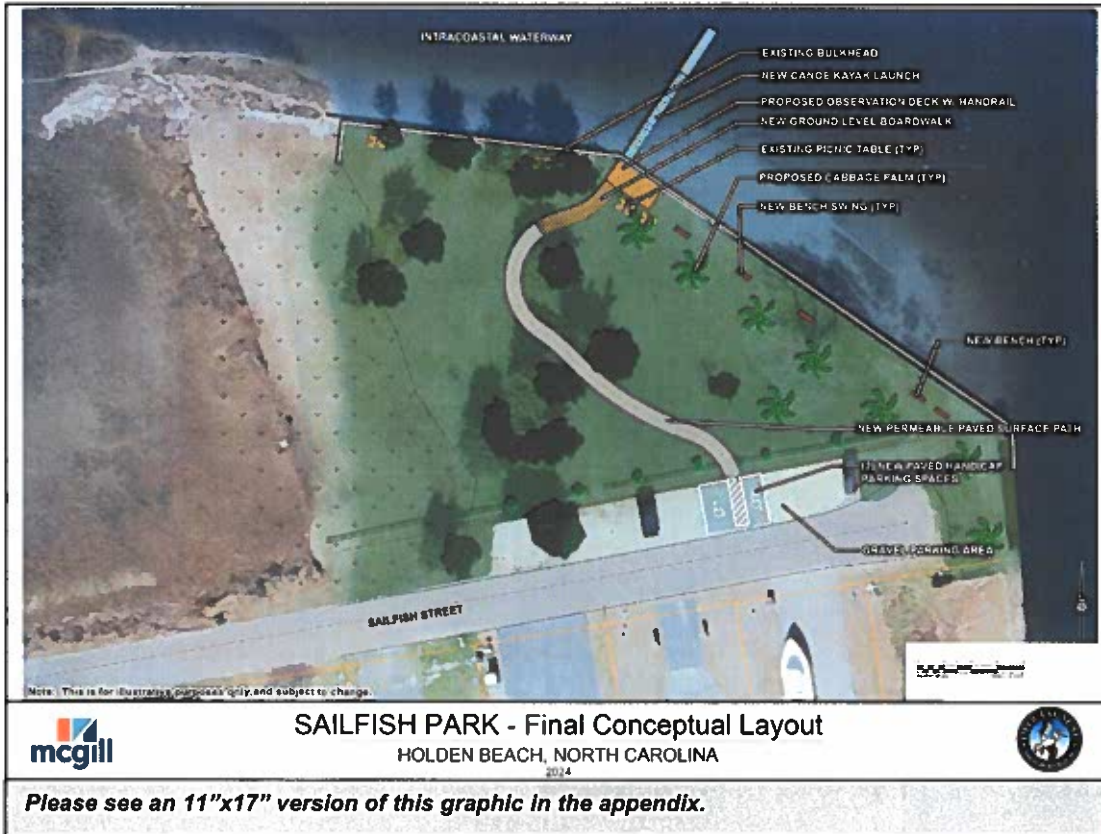 INTRACOASTAL WATERWAY
EXISTING BULKHEAD
NEW CANOE KAYAK LAUNCH
PROPOSED OBSERVATION DECK W. HANDRAIL
NEW GROUND LEVEL BOARDWALK
EXISTING PICNIC TABLE (TYP)
PROPOSED CABBAGE PALM (TYP)
NEW BENCH SWING (TYP)
NEW BENCH (TYP)
NEW PERMEABLE PAVED SURFACE PATH
NEW PAVED HANDICAP
PARKING SPACES
GRAVEL PARKING AREA
SAILFISH STREET
Note: This is for illustrative purposes only and subject to change.
mcgill
SAILFISH PARK - Final Conceptual Layout
HOLDEN BEACH, NORTH CAROLINA
2024
Please see an 11”x17” version of this graphic in the appendix.